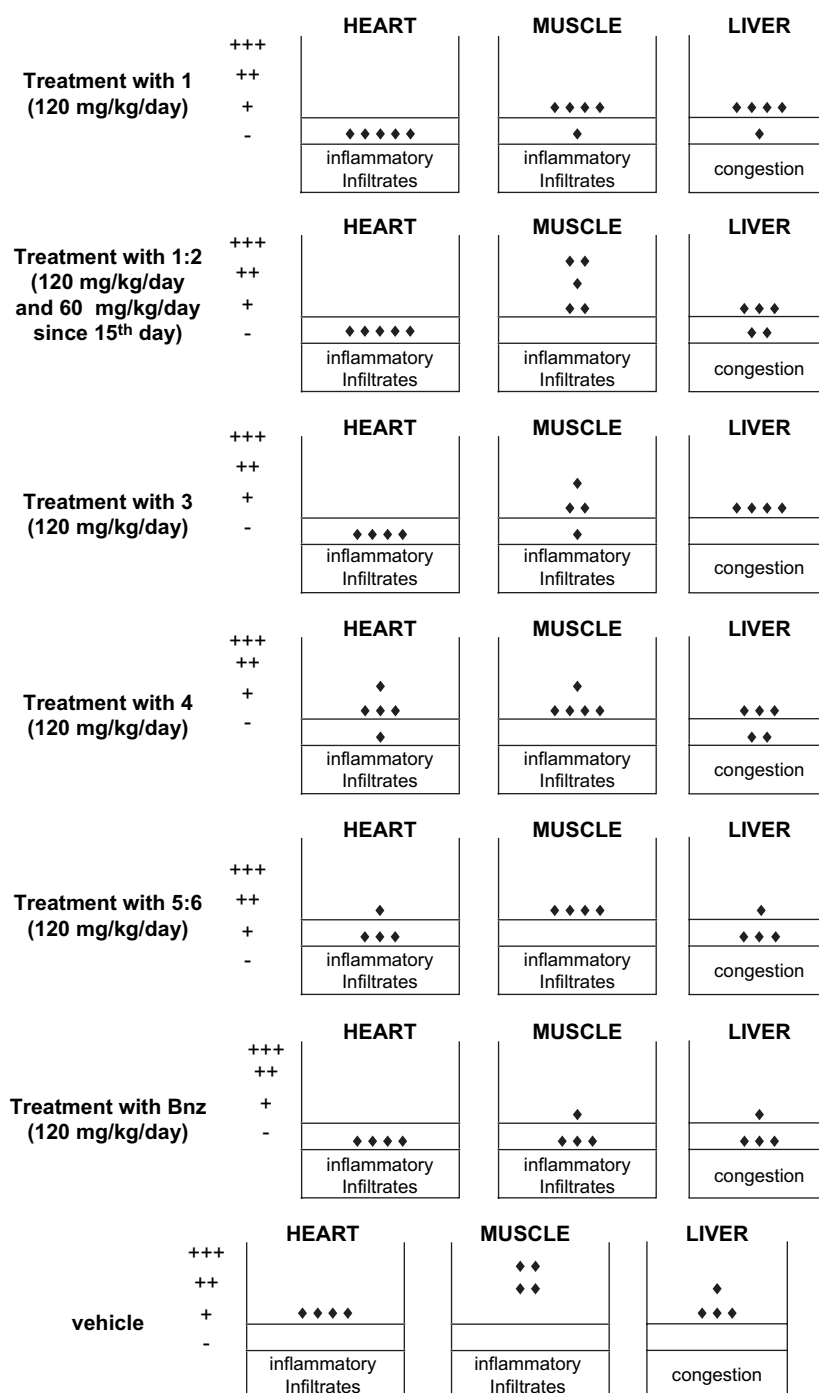 HEART MUSCLE LIVER
+++
++
Treatment with 1
(120 mg/kg/day)
+
-
inflammatory
Infiltrates
inflammatory
Infiltrates
congestion
HEART MUSCLE LIVER
+++
Treatment with 1:2
(120 mg/kg/day
and 60 mg/kg/day
since 15th day)
++
+
-
inflammatory
Infiltrates
inflammatory
Infiltrates
congestion
HEART MUSCLE LIVER
+++
++
Treatment with 3
(120 mg/kg/day)
+
-
inflammatory
Infiltrates
inflammatory
Infiltrates
congestion
HEART MUSCLE LIVER
+++
++
Treatment with 4
(120 mg/kg/day)
+
-
inflammatory
Infiltrates
inflammatory
Infiltrates
congestion
HEART MUSCLE LIVER
+++
++
Treatment with 5:6
(120 mg/kg/day)
+
-
inflammatory
Infiltrates
inflammatory
Infiltrates
congestion
HEART MUSCLE LIVER
+++
++
Treatment with Bnz
(120 mg/kg/day)
+
-
inflammatory
Infiltrates
inflammatory
Infiltrates
congestion
HEART MUSCLE LIVER
+++
++
vehicle
+
-
inflammatory
Infiltrates
inflammatory
Infiltrates
congestion